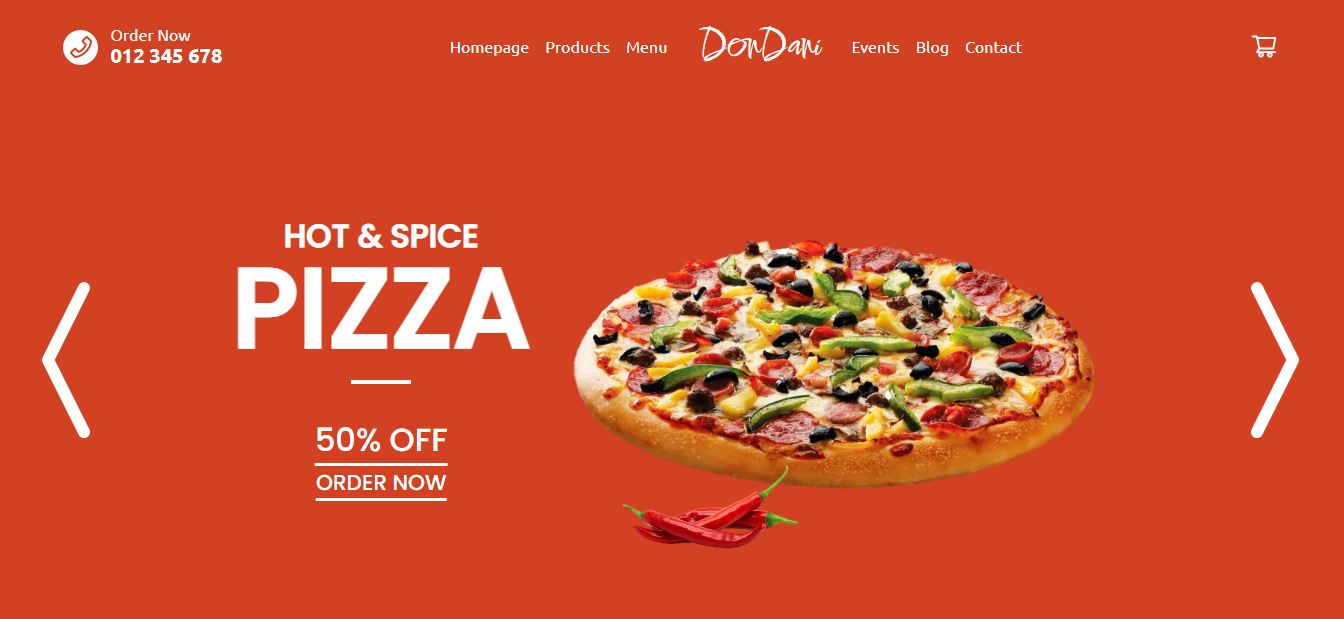 Order Now
012 345 678
Homepage Products Menu DonDani Events Blog Contact
HOT & SPICE
PIZZA
50% OFF
ORDER NOW